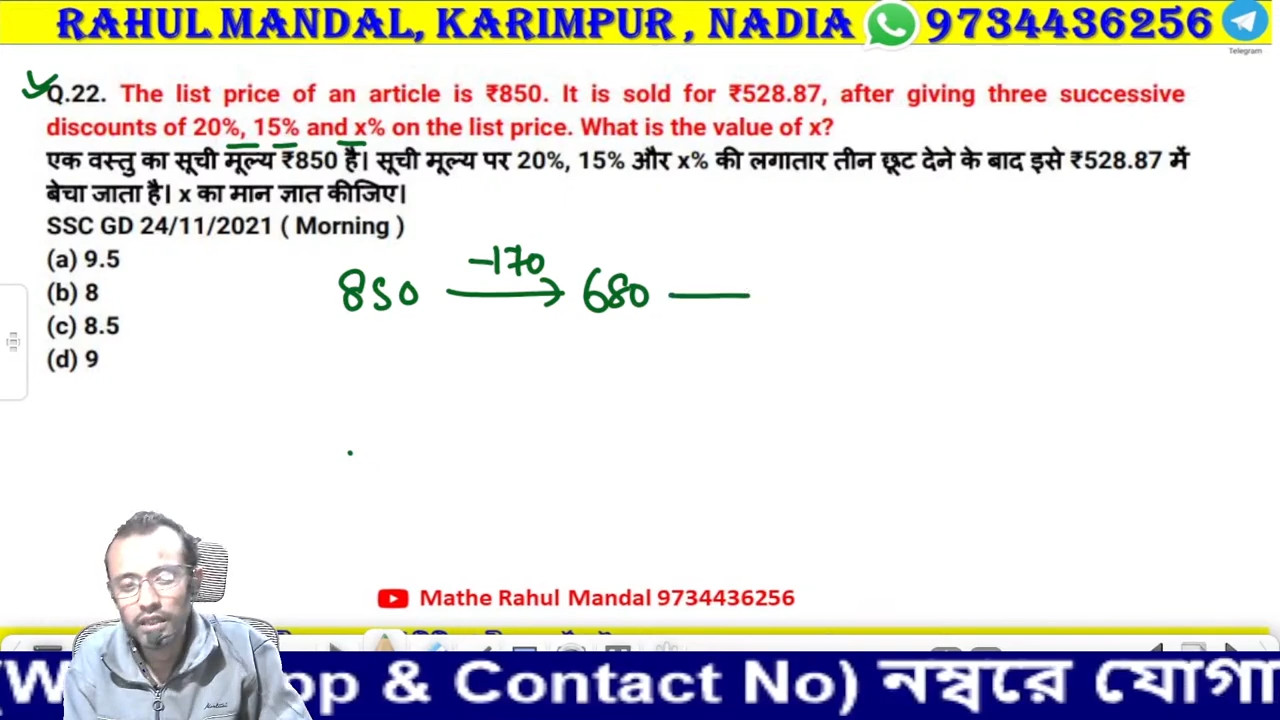 RAHUL MANDAL, KARIMPUR , NADIA 9734436256
Telegram
Q.22. The list price of an article is ₹850. It is sold for ₹528.87, after giving three successive
discounts of 20%, 15% and x% on the list price. What is the value of x?
एक वस्तु का सूची मूल्य ₹850 है। सूची मूल्य पर 20%, 15% और x% की लगातार तीन छूट देने के बाद इसे ₹528.87 में
बेचा जाता है। x का मान ज्ञात कीजिए।
SSC GD 24/11/2021 ( Morning )
(a) 9.5
(b) 8
(c) 8.5
(d) 9
-170
850 → 680
Mathe Rahul Mandal 9734436256
(W pp & Contact No) নম্বরে যোগা